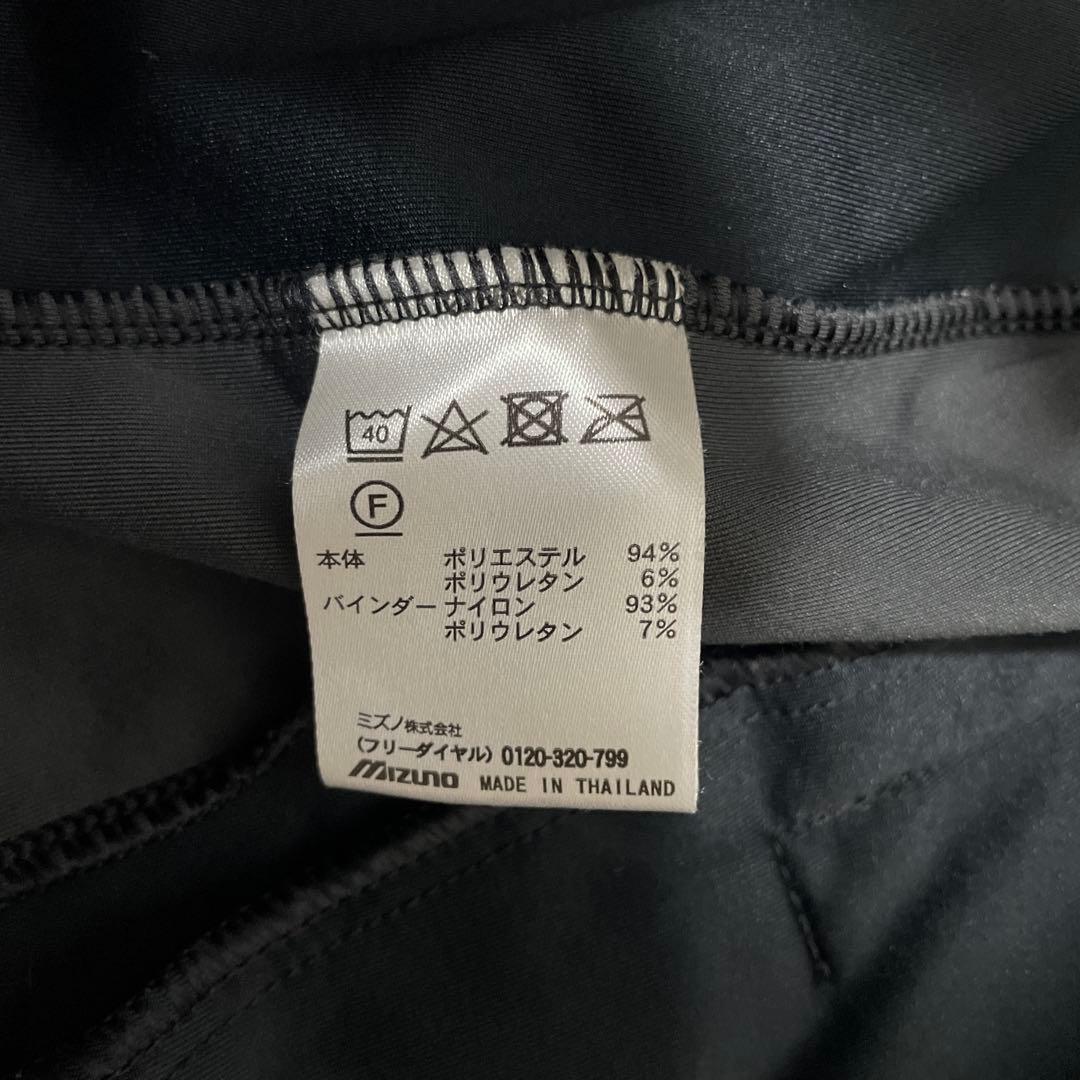 40
F
本体 ポリエステル 94%
ポリウレタン 6%
バインダー ナイロン 93%
ポリウレタン 7%
ミズノ株式会社
(フリーダイヤル) 0120-320-799
MIZUNO MADE IN THAILAND